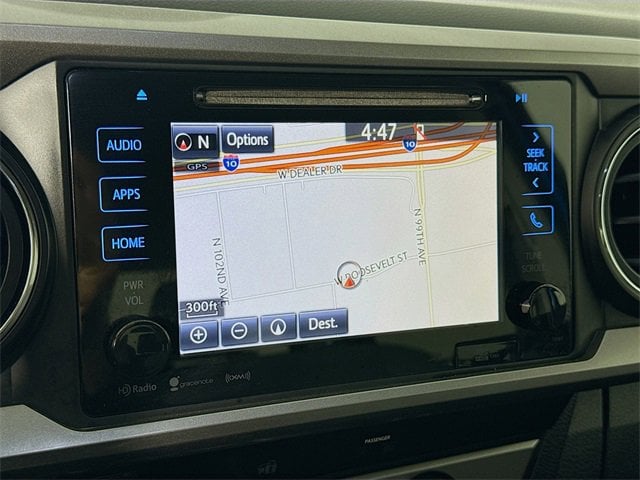 AUDIO
APPS
HOME
PWR
VOL
HD Radio
gracenote
((XM))
N
Options
GPS
10
4:47
10
W DEALER DR
N 102ND AVE
N 99TH AVE
W ROOSEVELT ST
300ft
Dest.
SEEK
TRACK
TUNE
SCROLL
PASSENGER